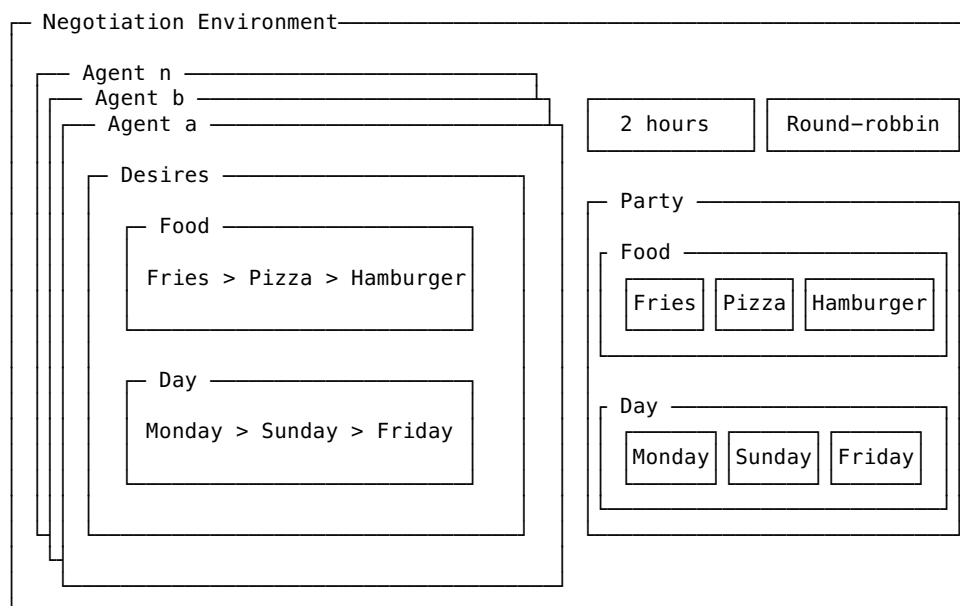 Negotiation Environment
Agent n
Agent b
Agent a
2 hours
Round-robbin
Desires
Food
Fries > Pizza > Hamburger
Day
Monday > Sunday > Friday
Party
Food
Fries
Pizza
Hamburger
Day
Monday
Sunday
Friday